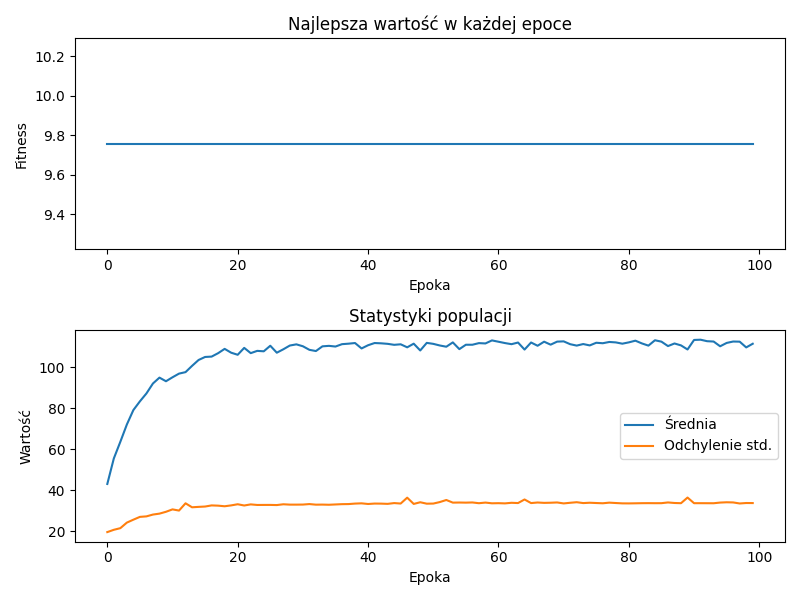 Najlepsza wartość w każdej epoce
10.2
10.0
9.8
9.6
9.4
Fitness
0 20 40 60 80 100
Epoka
Statystyki populacji
100
80
60
40
20
Wartość
Średnia
Odchylenie std.
0 20 40 60 80 100
Epoka